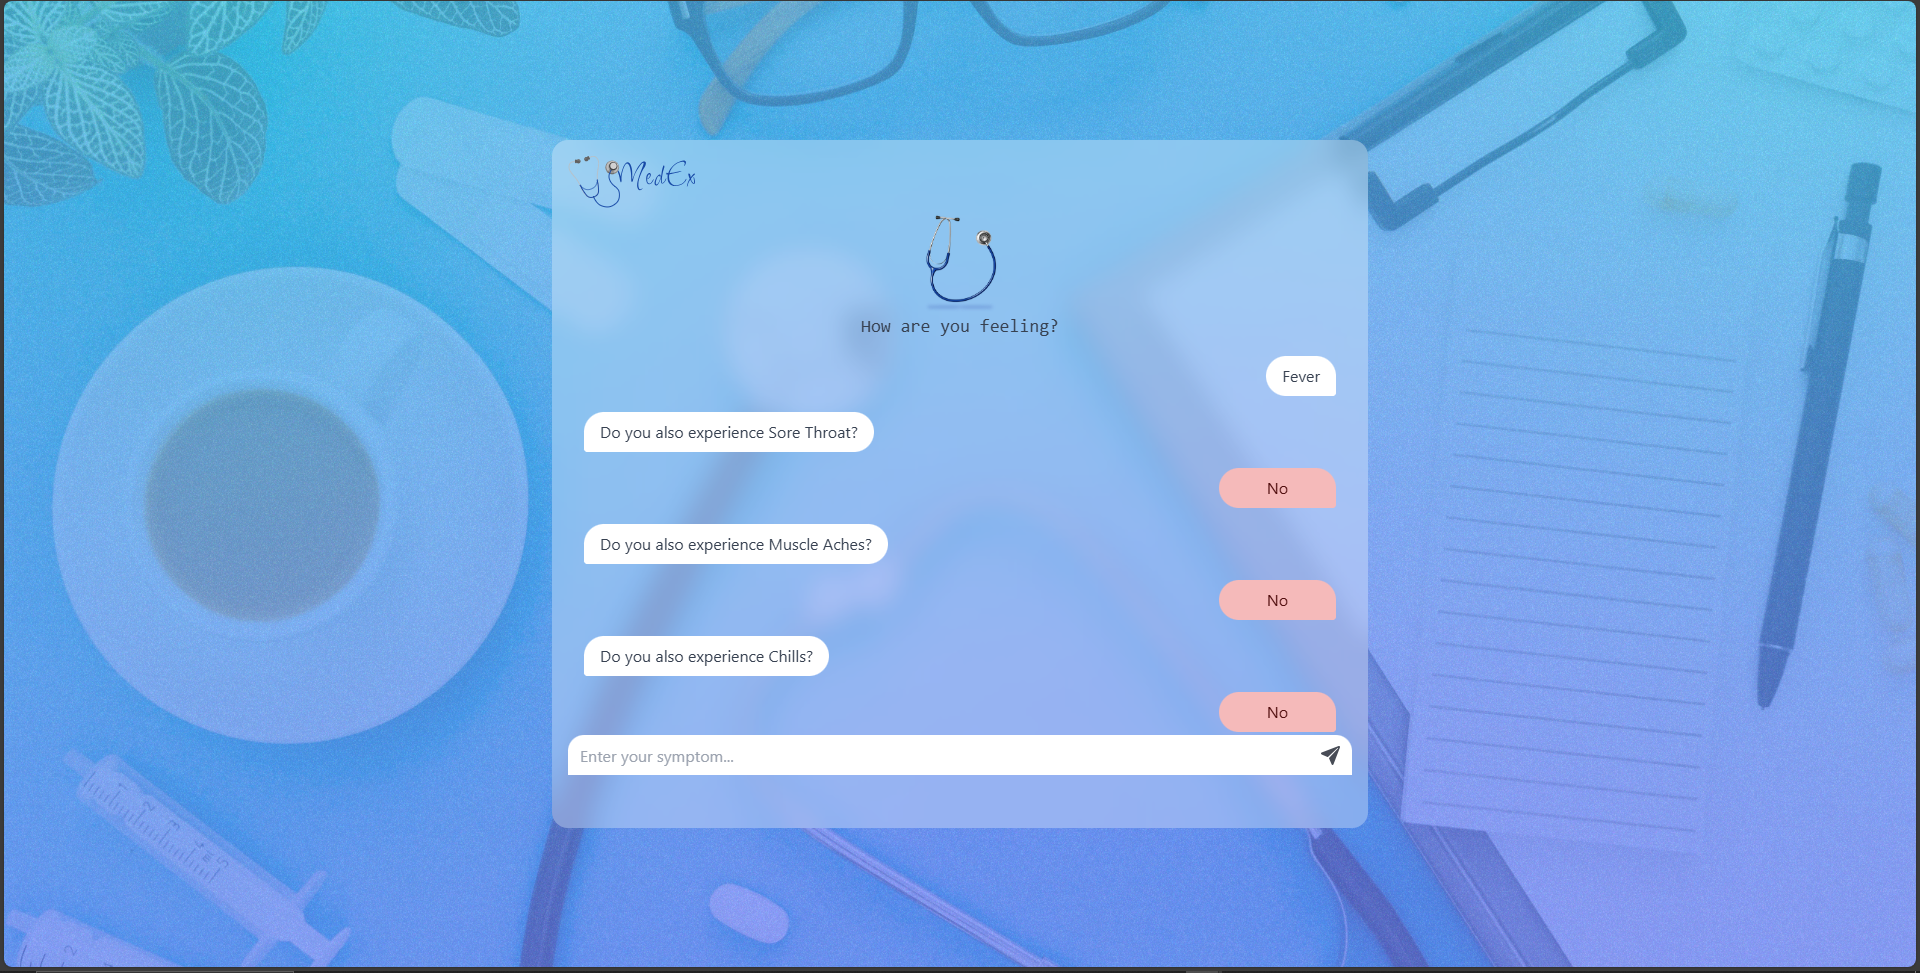 MedEx
How are you feeling?
Fever
Do you also experience Sore Throat?
No
Do you also experience Muscle Aches?
No
Do you also experience Chills?
No
Enter your symptom...